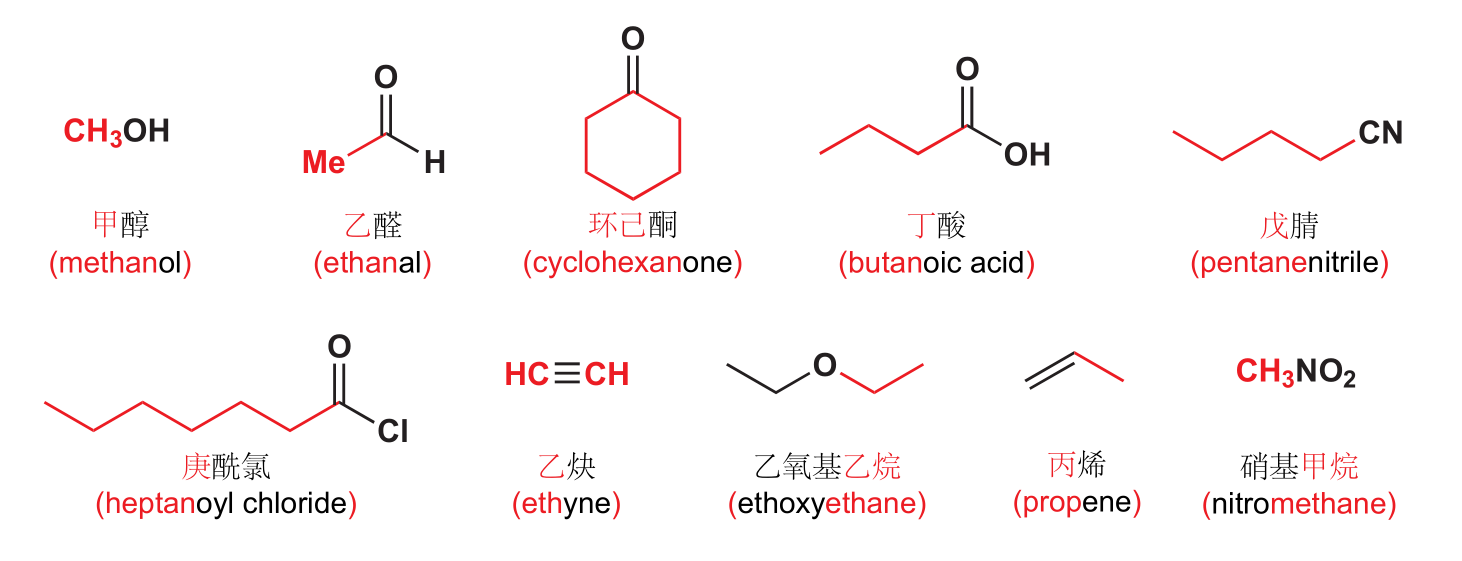 CH3OH
O
Me
H
O
O
OH
CN
甲醇
(methanol)
乙醛
(ethanal)
环己酮
(cyclohexanone)
丁酸
(butanoic acid)
戊腈
(pentanenitrile)
O
Cl
HC≡CH
O
CH3NO2
庚酰氯
(heptanoyl chloride)
乙炔
(ethyne)
乙氧基乙烷
(ethoxyethane)
丙烯
(propene)
硝基甲烷
(nitromethane)